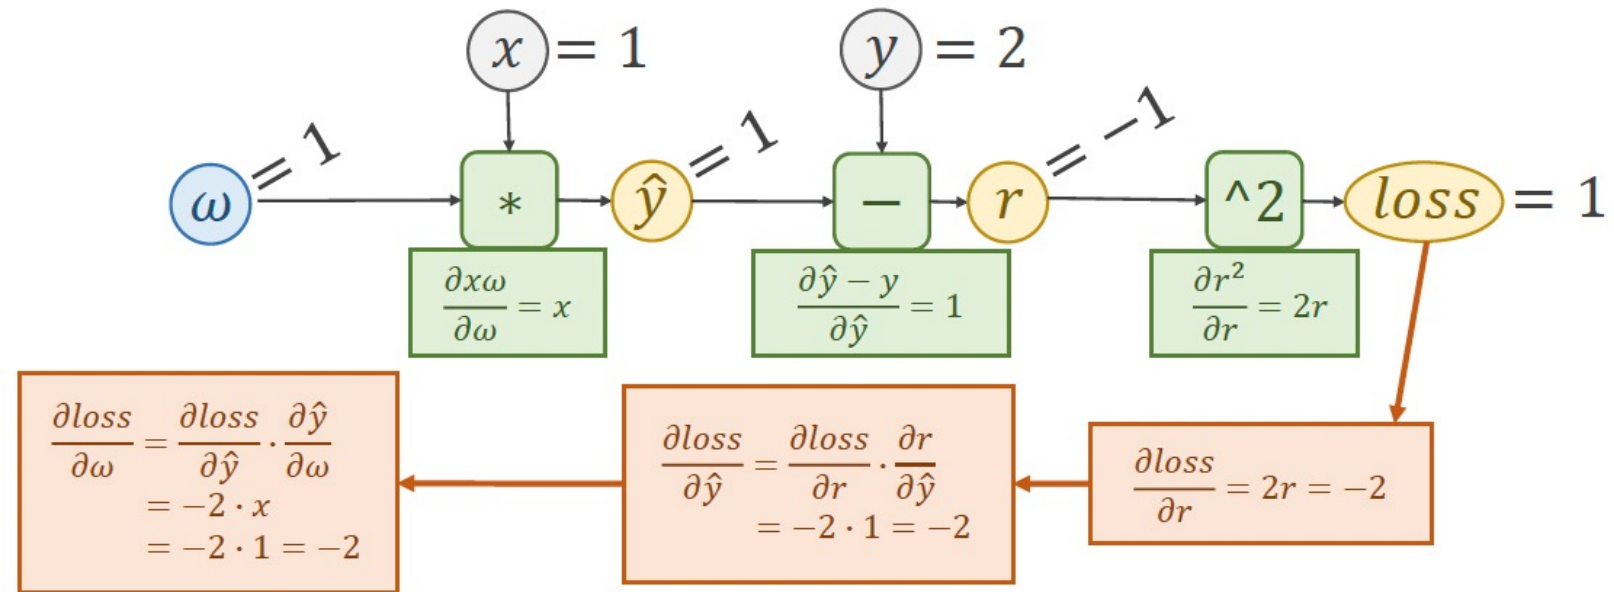 x = 1
y = 2
ω = 1
*
ŷ = 1
−
r = −1
^2
loss = 1
∂xω/∂ω = x
∂ŷ − y/∂ŷ = 1
∂r²/∂r = 2r
∂loss/∂ω = ∂loss/∂ŷ · ∂ŷ/∂ω
= −2 · x
= −2 · 1 = −2
∂loss/∂ŷ = ∂loss/∂r · ∂r/∂ŷ
= −2 · 1 = −2
∂loss/∂r = 2r = −2